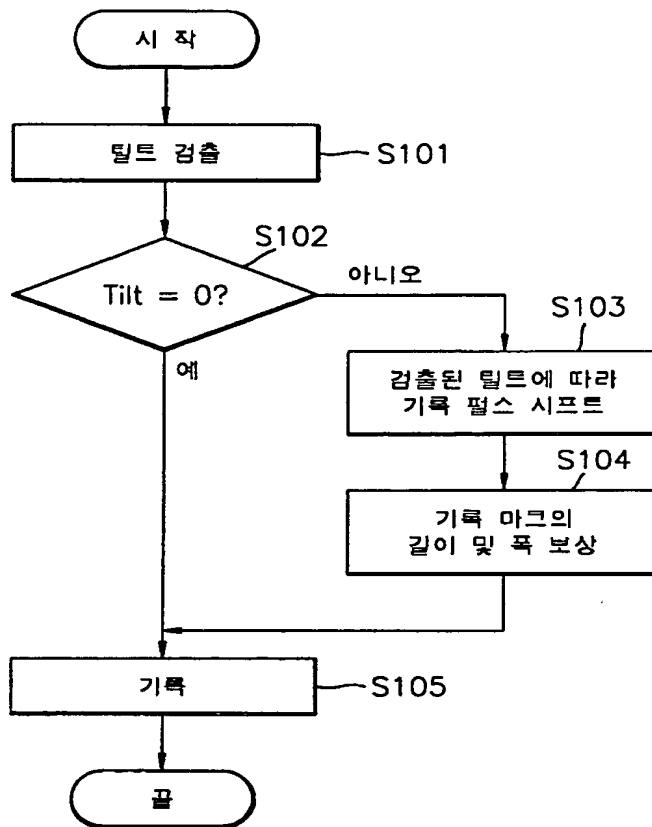 시 작
틸트 검출
S101
S102
Tilt = 0?
아니오
예
S103
검출된 틸트에 따라
기록 펄스 시프트
S104
기록 마크의
길이 및 폭 보상
기록
S105
끝